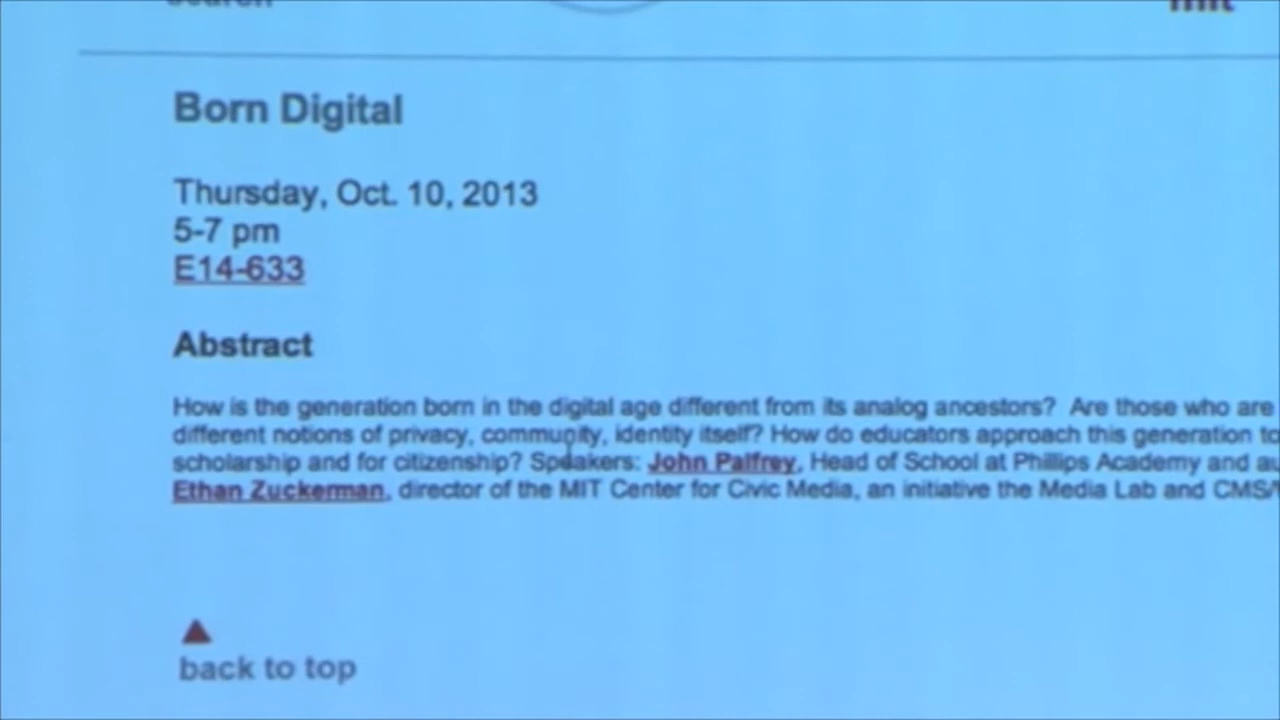 search
mit
Born Digital
Thursday, Oct. 10, 2013
5-7 pm
E14-633
Abstract
How is the generation born in the digital age different from its analog ancestors? Are those who are
different notions of privacy, community, identity itself? How do educators approach this generation to
scholarship and for citizenship? Speakers: John Palfrey, Head of School at Phillips Academy and au
Ethan Zuckerman, director of the MIT Center for Civic Media, an initiative the Media Lab and CMS/
back to top